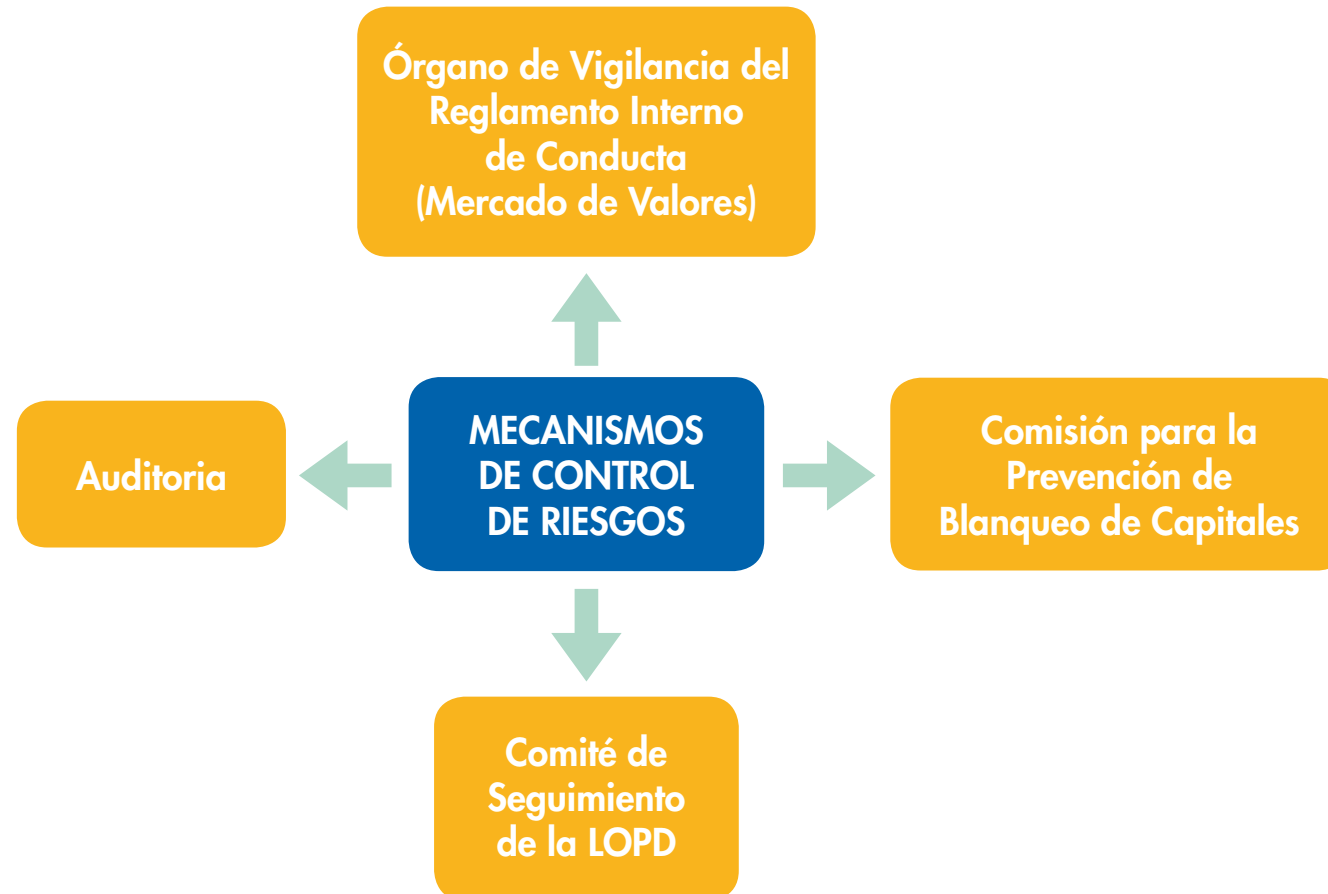 Órgano de Vigilancia del
Reglamento Interno
de Conducta
(Mercado de Valores)
Auditoria
MECANISMOS
DE CONTROL
DE RIESGOS
Comisión para la
Prevención de
Blanqueo de Capitales
Comité de
Seguimiento
de la LOPD